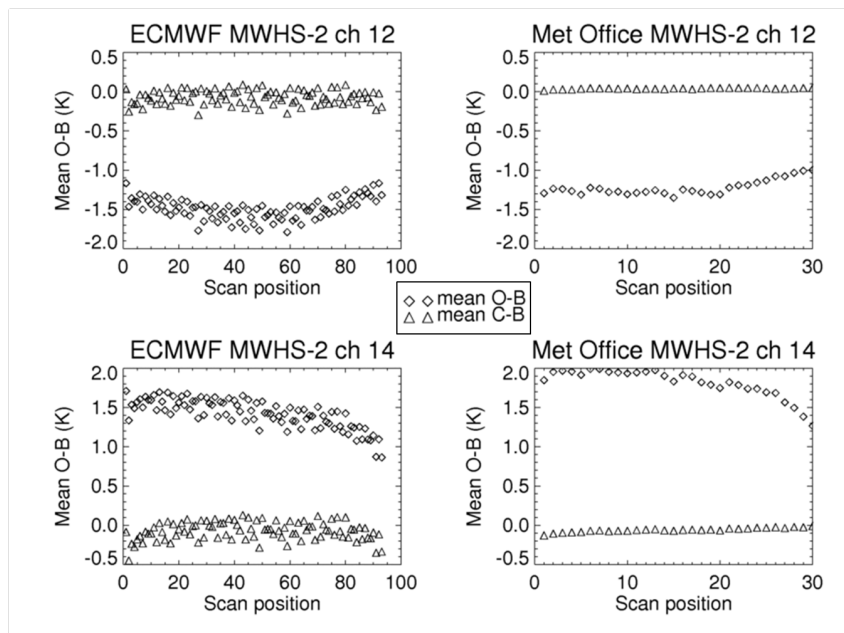 ECMWF MWHS-2 ch 12
Mean O-B (K)
0.5
0.0
-0.5
-1.0
-1.5
-2.0
0 20 40 60 80 100
Scan position
Met Office MWHS-2 ch 12
Mean O-B (K)
0.5
0.0
-0.5
-1.0
-1.5
-2.0
0 10 20 30
Scan position
mean O-B
mean C-B
ECMWF MWHS-2 ch 14
Mean O-B (K)
2.0
1.5
1.0
0.5
0.0
-0.5
0 20 40 60 80 100
Scan position
Met Office MWHS-2 ch 14
Mean O-B (K)
2.0
1.5
1.0
0.5
0.0
-0.5
0 10 20 30
Scan position